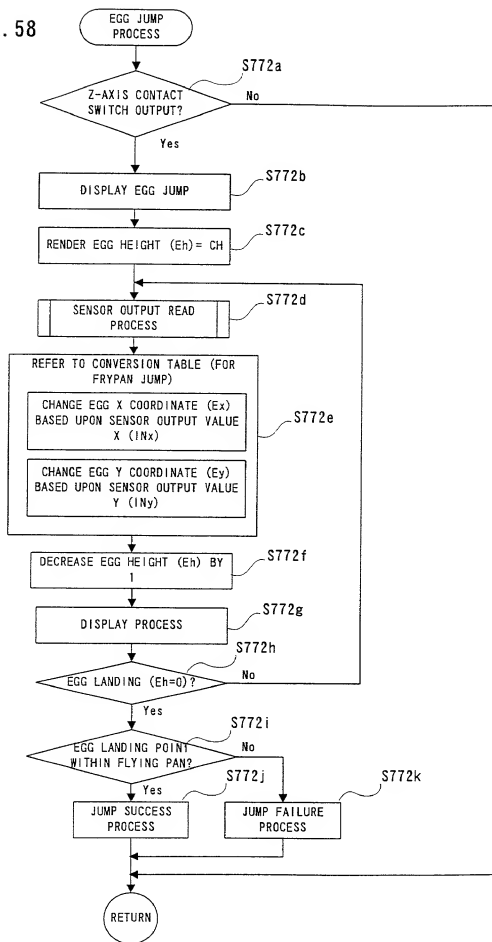 . 58
EGG JUMP
PROCESS
S772a
Z-AXIS CONTACT
SWITCH OUTPUT?
No
Yes
S772b
DISPLAY EGG JUMP
S772c
RENDER EGG HEIGHT (Eh)= CH
S772d
SENSOR OUTPUT READ
PROCESS
REFER TO CONVERSION TABLE (FOR
FRYPAN JUMP)
S772e
CHANGE EGG X COORDINATE (Ex)
BASED UPON SENSOR OUTPUT VALUE
X (INx)
CHANGE EGG Y COORDINATE (Ey)
BASED UPON SENSOR OUTPUT VALUE
Y (INy)
S772f
DECREASE EGG HEIGHT (Eh) BY
1
S772g
DISPLAY PROCESS
S772h
EGG LANDING (Eh=0)?
No
Yes
S772i
EGG LANDING POINT
WITHIN FLYING PAN?
No
Yes
S772j
JUMP SUCCESS
PROCESS
S772k
JUMP FAILURE
PROCESS
RETURN